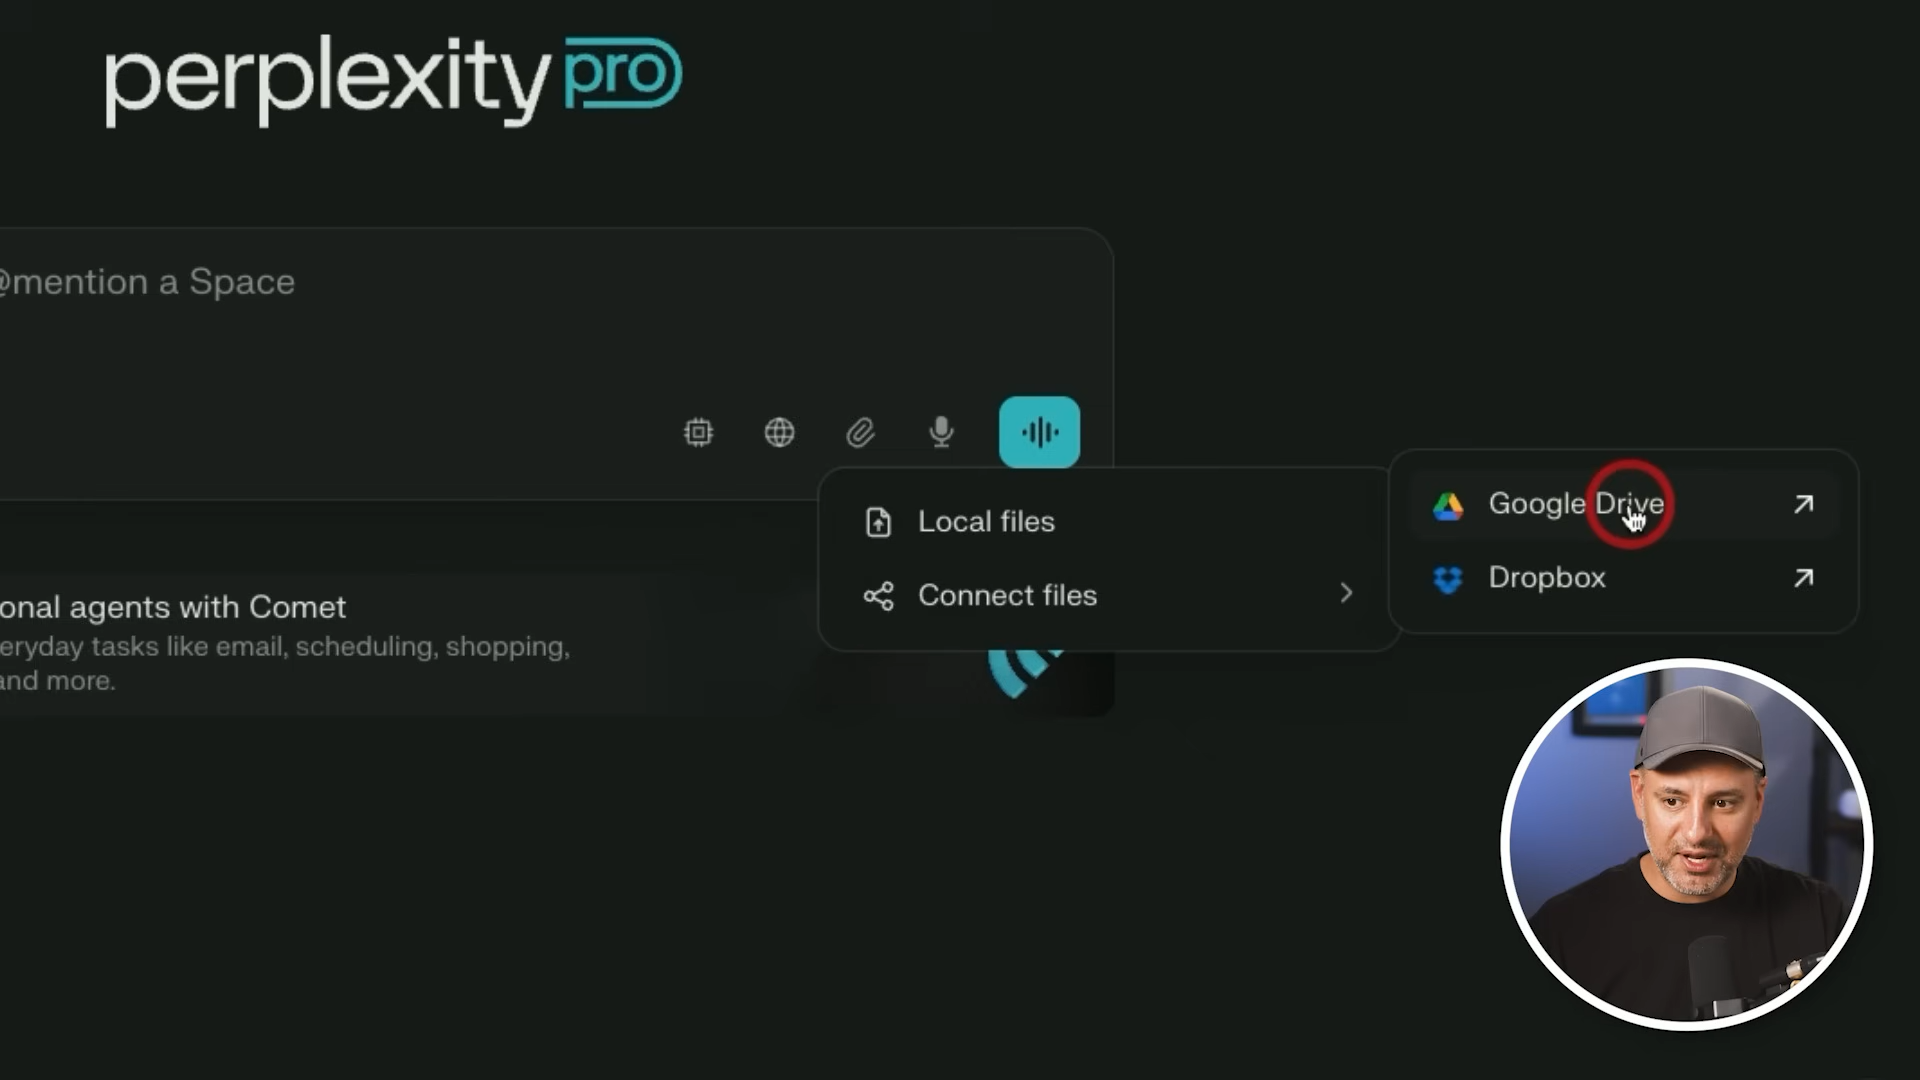 perplexity pro
@mention a Space
Local files
Connect files
Google Drive
Dropbox
onal agents with Comet
eryday tasks like email, scheduling, shopping,
and more.